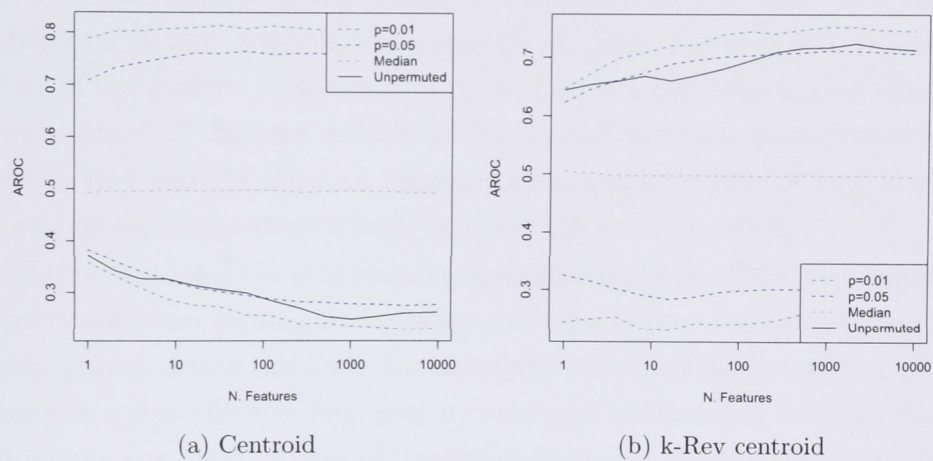 0.8
0.7
0.6
0.5
0.4
0.3
AROC
1
10
100
1000
10000
N. Features
p=0.01
p=0.05
Median
Unpermuted
(a) Centroid
0.7
0.6
0.5
0.4
0.3
AROC
1
10
100
1000
10000
N. Features
p=0.01
p=0.05
Median
Unpermuted
(b) k-Rev centroid